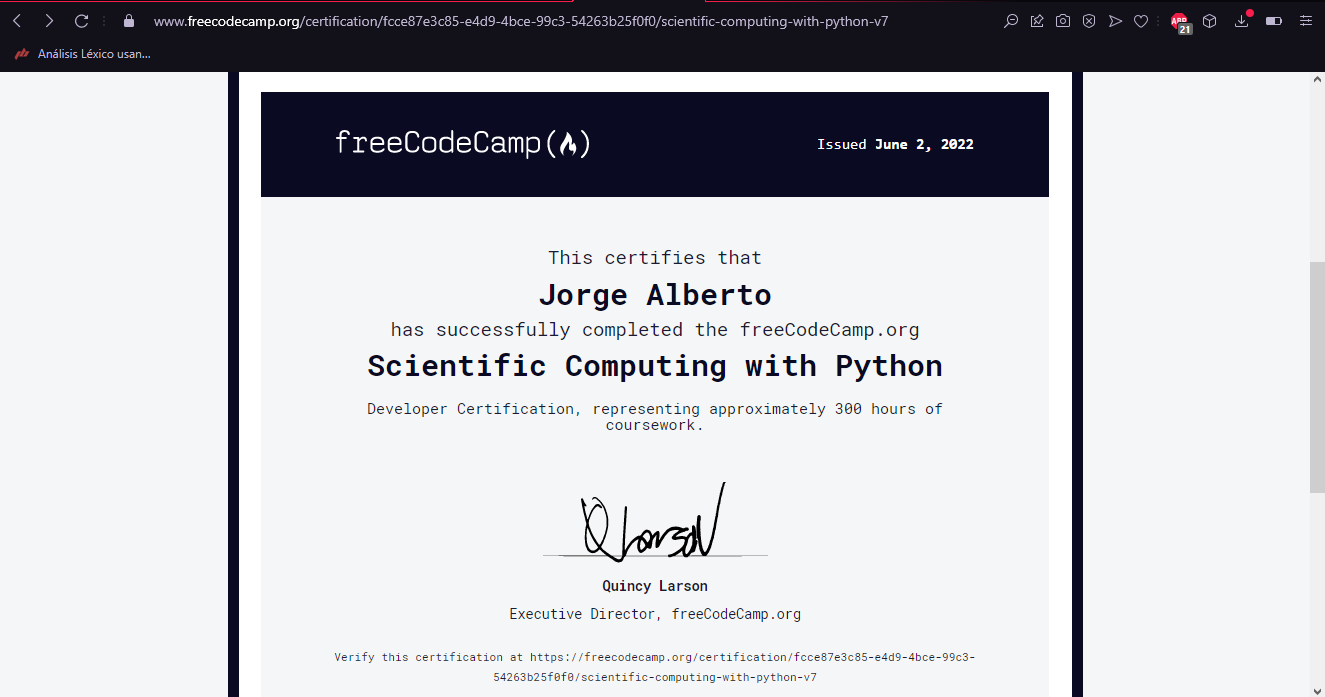 www.freecodecamp.org/certification/fcce87e3c85-e4d9-4bce-99c3-54263b25f0f0/scientific-computing-with-python-v7
ABP
21
Análisis Léxico usan...
freeCodeCamp
Issued June 2, 2022
This certifies that
Jorge Alberto
has successfully completed the freeCodeCamp.org
Scientific Computing with Python
Developer Certification, representing approximately 300 hours of
coursework.
Q Larson
Quincy Larson
Executive Director, freeCodeCamp.org
Verify this certification at https://freecodecamp.org/certification/fcce87e3c85-e4d9-4bce-99c3-
54263b25f0f0/scientific-computing-with-python-v7